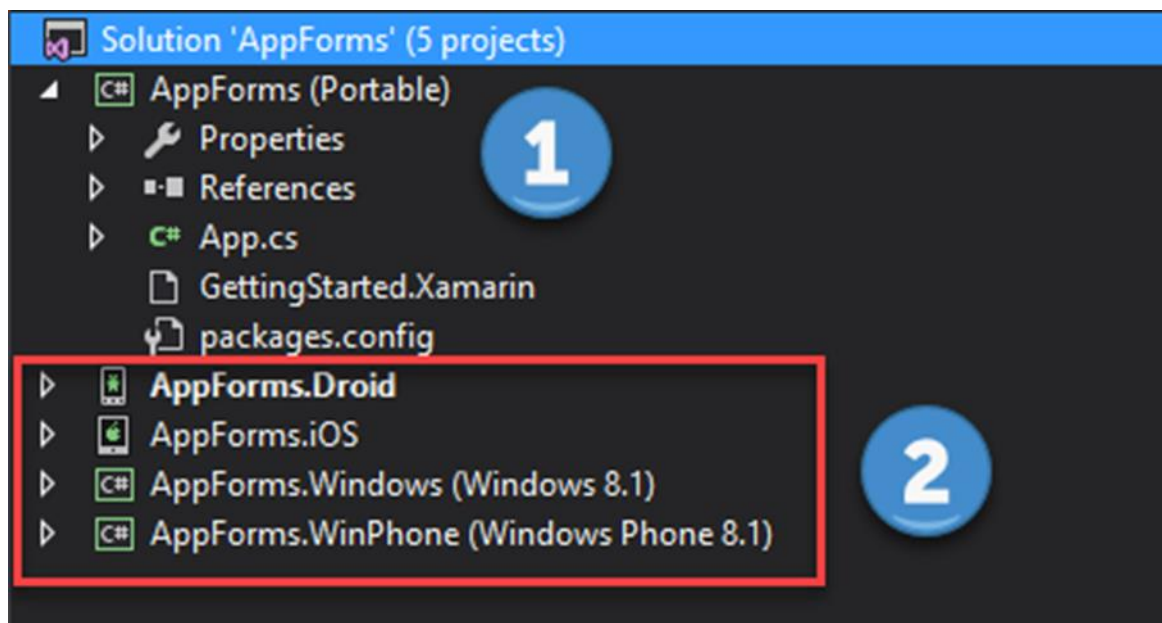 Solution 'AppForms' (5 projects)
C# AppForms (Portable)
Properties
1
References
C# App.cs
GettingStarted.Xamarin
packages.config
AppForms.Droid
AppForms.iOS
2
C# AppForms.Windows (Windows 8.1)
C# AppForms.WinPhone (Windows Phone 8.1)